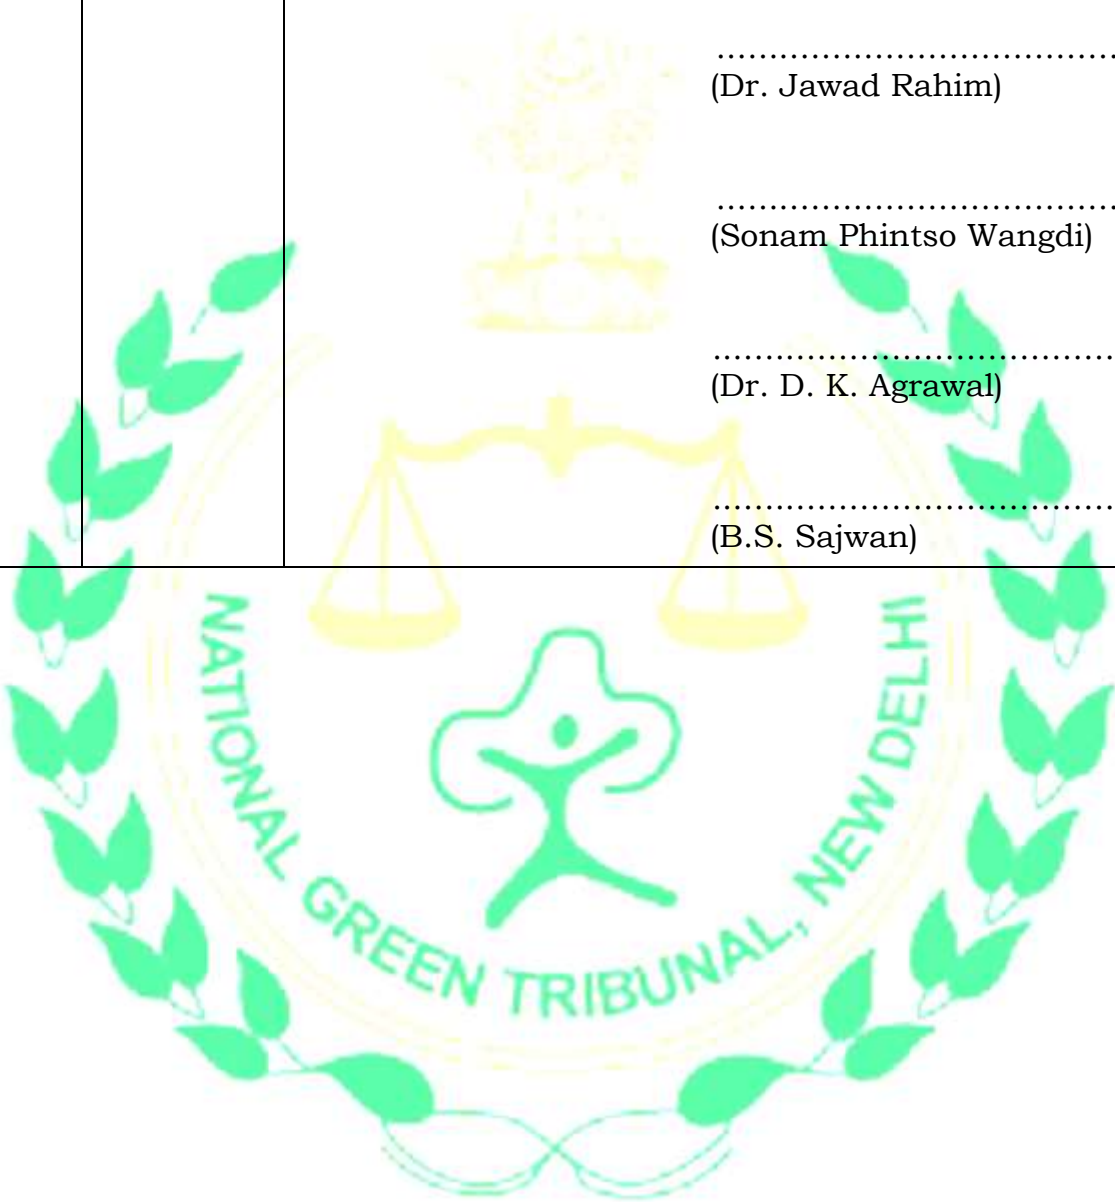 .......................................
(Dr. Jawad Rahim)
.......................................
(Sonam Phintso Wangdi)
.......................................
(Dr. D. K. Agrawal)
.......................................
(B.S. Sajwan)
NATIONAL GREEN TRIBUNAL, NEW DELHI